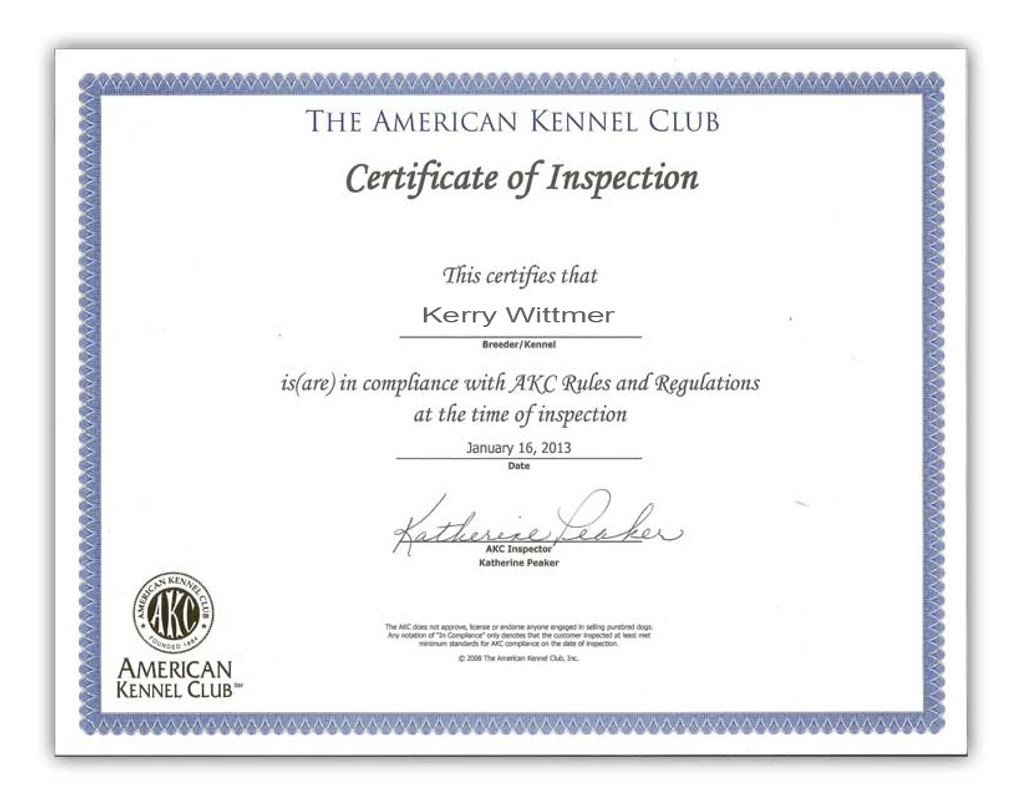 THE AMERICAN KENNEL CLUB
Certificate of Inspection
This certifies that
Kerry Wittmer
Breeder/Kennel
is(are) in compliance with AKC Rules and Regulations
at the time of inspection
January 16, 2013
Date
Katherine Peaker
AKC Inspector
Katherine Peaker
The AKC does not approve, license or endorse anyone engaged in selling purebred dogs.
Any notation of "In Compliance" only denotes that the customer inspected at least met
minimum standards for AKC compliance on the date of inspection.
© 2008 The American Kennel Club, Inc.
AMERICAN KENNEL CLUB
AKC
FOUNDED 1884
AMERICAN
KENNEL CLUB℠